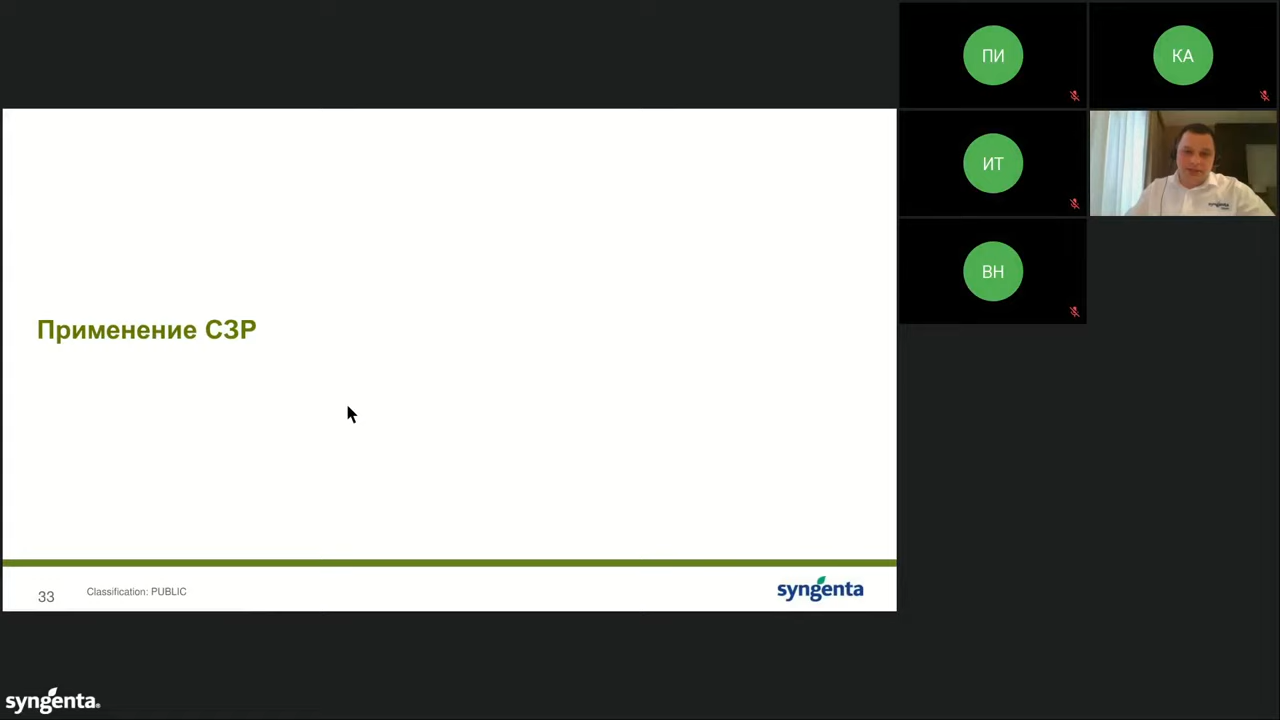 ПИ
КА
ИТ
ВН
Применение СЗР
33
Classification: PUBLIC
syngenta
syngenta